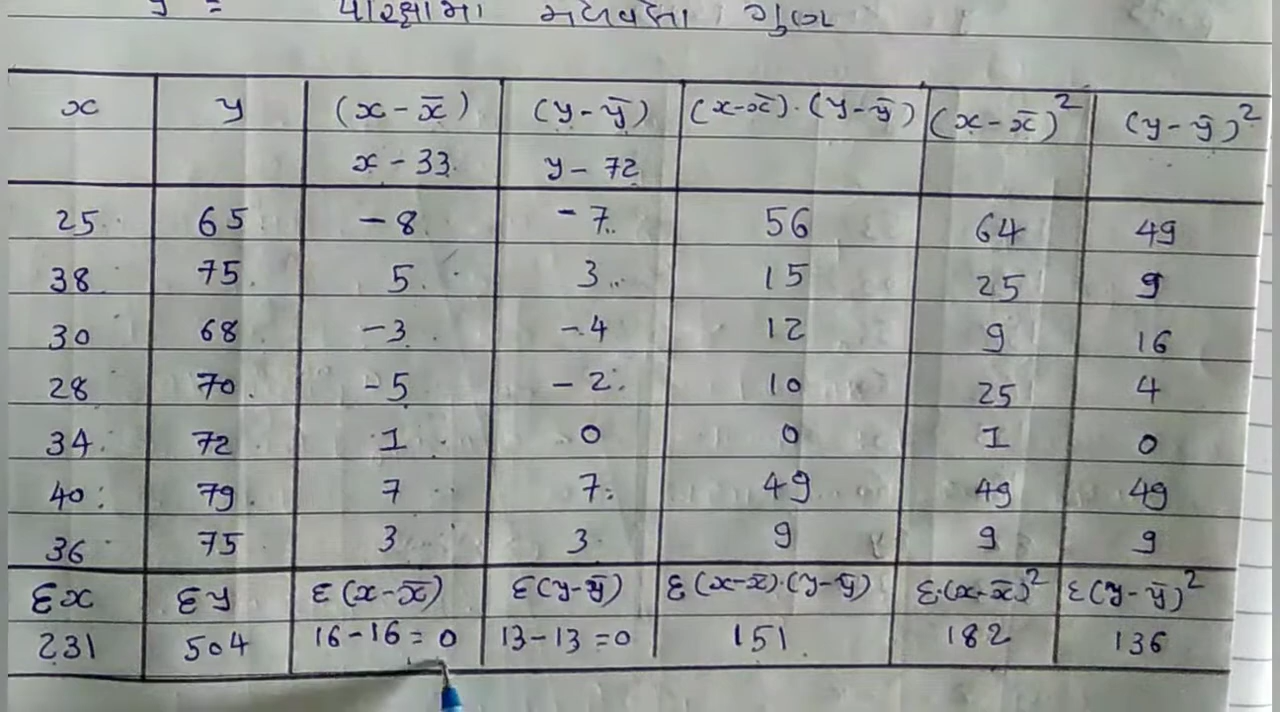 y =
x y (x - x̄) (y - ȳ) (x-x̄)·(y-ȳ) (x-x̄)² (y-ȳ)²
x - 33 y - 72
25 65 -8 -7 56 64 49
38 75 5 3 15 25 9
30 68 -3 -4 12 9 16
28 70 -5 -2 10 25 4
34 72 1 0 0 1 0
40 79 7 7 49 49 49
36 75 3 3 9 9 9
Σx Σy Σ(x-x̄) Σ(y-ȳ) Σ(x-x̄)·(y-ȳ) Σ·(x-x̄)² Σ(y-ȳ)²
231 504 16-16=0 13-13=0 151 182 136